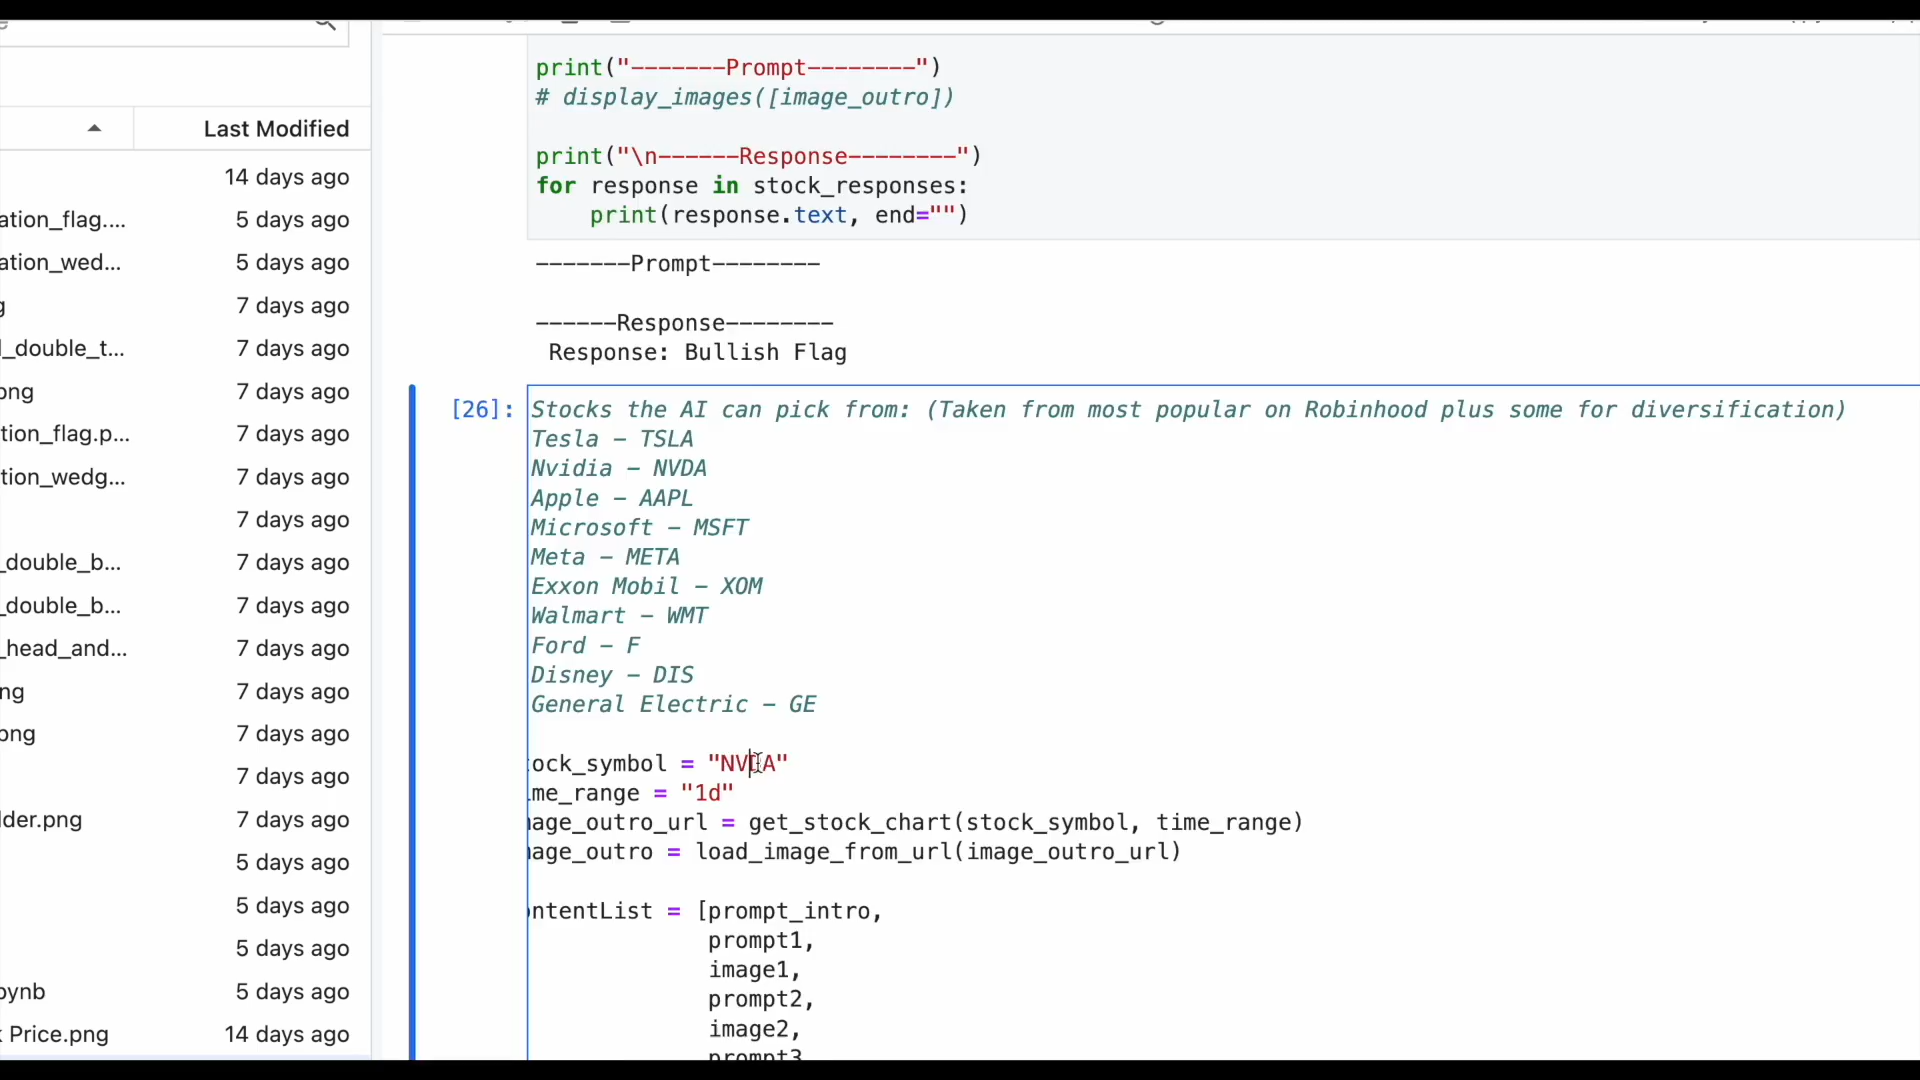 Last Modified
14 days ago
ation_flag.... 5 days ago
ation_wed... 5 days ago
g 7 days ago
l_double_t... 7 days ago
png 7 days ago
tion_flag.p... 7 days ago
tion_wedg... 7 days ago
7 days ago
_double_b... 7 days ago
_double_b... 7 days ago
_head_and... 7 days ago
ng 7 days ago
png 7 days ago
7 days ago
lder.png 7 days ago
5 days ago
5 days ago
5 days ago
pynb 5 days ago
k Price.png 14 days ago
print("-------Prompt--------")
# display_images([image_outro])
print("\n------Response--------")
for response in stock_responses:
print(response.text, end="")
-------Prompt--------
------Response--------
Response: Bullish Flag
[26]:
Stocks the AI can pick from: (Taken from most popular on Robinhood plus some for diversification)
Tesla - TSLA
Nvidia - NVDA
Apple - AAPL
Microsoft - MSFT
Meta - META
Exxon Mobil - XOM
Walmart - WMT
Ford - F
Disney - DIS
General Electric - GE
tock_symbol = "NVDA"
ime_range = "1d"
mage_outro_url = get_stock_chart(stock_symbol, time_range)
mage_outro = load_image_from_url(image_outro_url)
ontentList = [prompt_intro,
prompt1,
image1,
prompt2,
image2,
prompt3